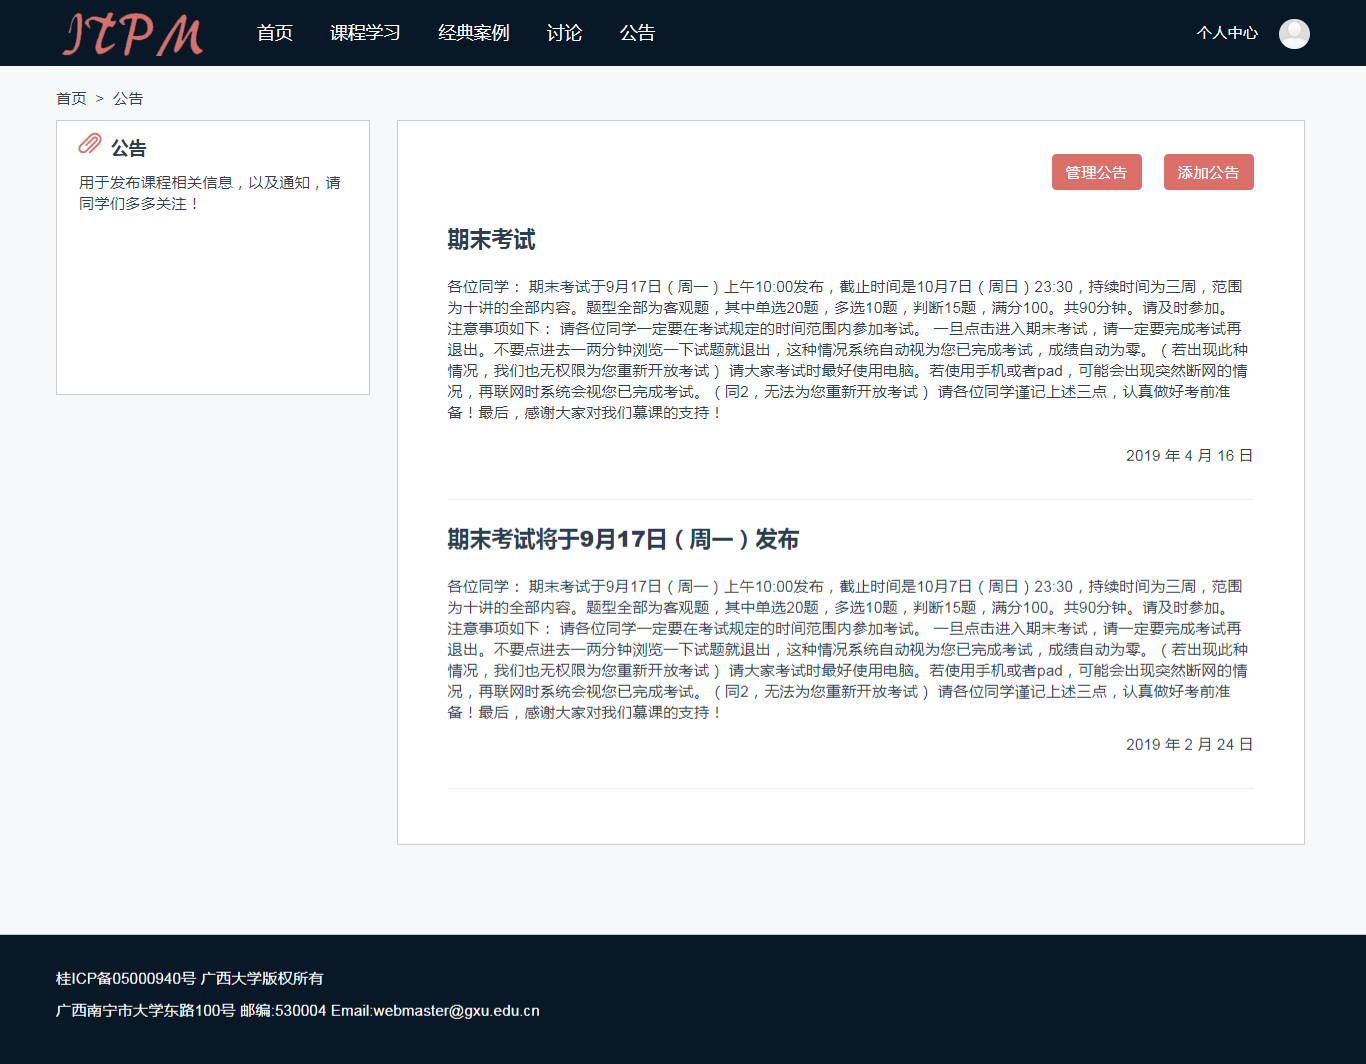 ITPM
首页 课程学习 经典案例 讨论 公告 个人中心
首页 > 公告
公告
用于发布课程相关信息，以及通知，请
同学们多多关注！
管理公告 添加公告
期末考试
各位同学： 期末考试于9月17日（周一）上午10:00发布，截止时间是10月7日（周日）23:30，持续时间为三周，范围
为十讲的全部内容。题型全部为客观题，其中单选20题，多选10题，判断15题，满分100。共90分钟。请及时参加。
注意事项如下： 请各位同学一定要在考试规定的时间范围内参加考试。 一旦点击进入期末考试，请一定要完成考试再
退出。不要点进去一两分钟浏览一下试题就退出，这种情况系统自动视为您已完成考试，成绩自动为零。（若出现此种
情况，我们也无权限为您重新开放考试） 请大家考试时最好使用电脑。若使用手机或者pad，可能会出现突然断网的情
况，再联网时系统会视您已完成考试。（同2，无法为您重新开放考试） 请各位同学谨记上述三点，认真做好考前准
备！最后，感谢大家对我们慕课的支持！
2019 年 4 月 16 日
期末考试将于9月17日（周一）发布
各位同学： 期末考试于9月17日（周一）上午10:00发布，截止时间是10月7日（周日）23:30，持续时间为三周，范围
为十讲的全部内容。题型全部为客观题，其中单选20题，多选10题，判断15题，满分100。共90分钟。请及时参加。
注意事项如下： 请各位同学一定要在考试规定的时间范围内参加考试。 一旦点击进入期末考试，请一定要完成考试再
退出。不要点进去一两分钟浏览一下试题就退出，这种情况系统自动视为您已完成考试，成绩自动为零。（若出现此种
情况，我们也无权限为您重新开放考试） 请大家考试时最好使用电脑。若使用手机或者pad，可能会出现突然断网的情
况，再联网时系统会视您已完成考试。（同2，无法为您重新开放考试） 请各位同学谨记上述三点，认真做好考前准
备！最后，感谢大家对我们慕课的支持！
2019 年 2 月 24 日
桂ICP备05000940号 广西大学版权所有
广西南宁市大学东路100号 邮编:530004 Email:webmaster@gxu.edu.cn